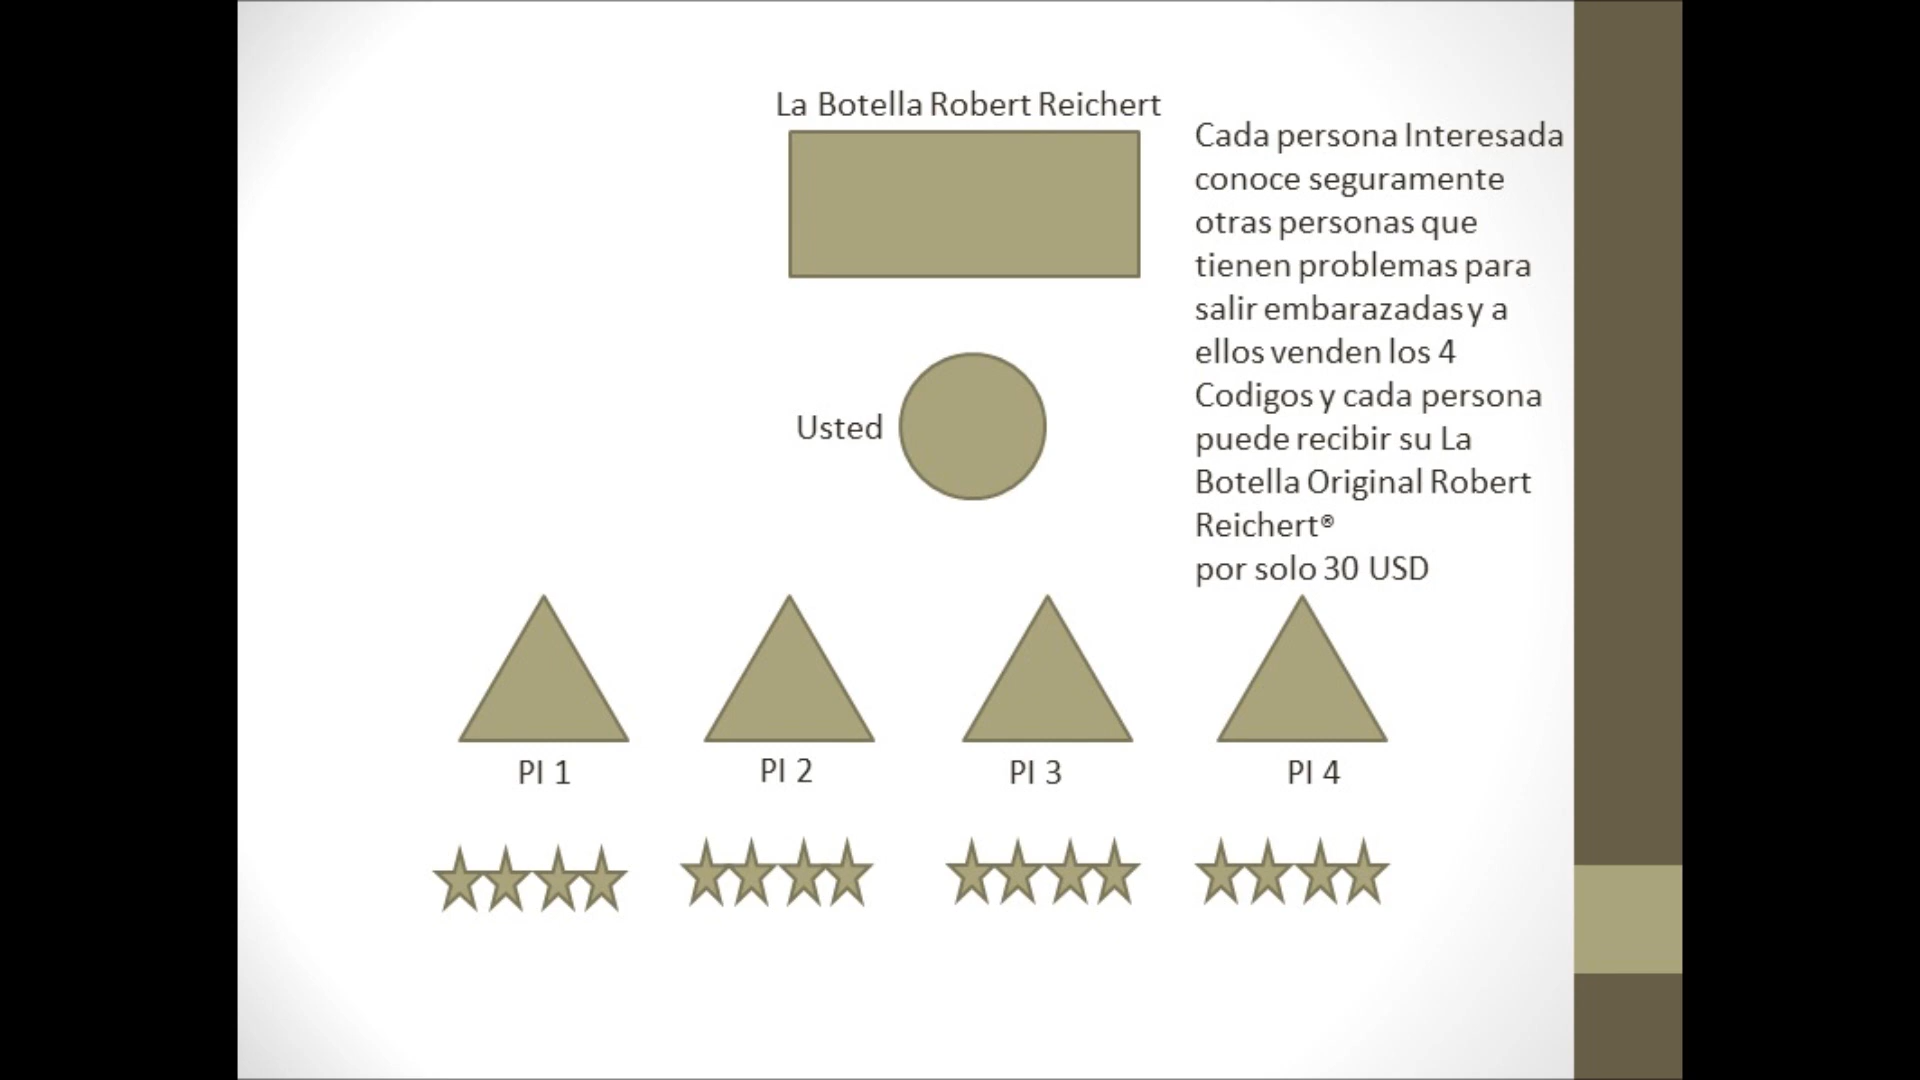 La Botella Robert Reichert
Cada persona Interesada
conoce seguramente
otras personas que
tienen problemas para
salir embarazadas y a
ellos venden los 4
Codigos y cada persona
puede recibir su La
Botella Original Robert
Reichert®
por solo 30 USD
Usted
PI 1
PI 2
PI 3
PI 4